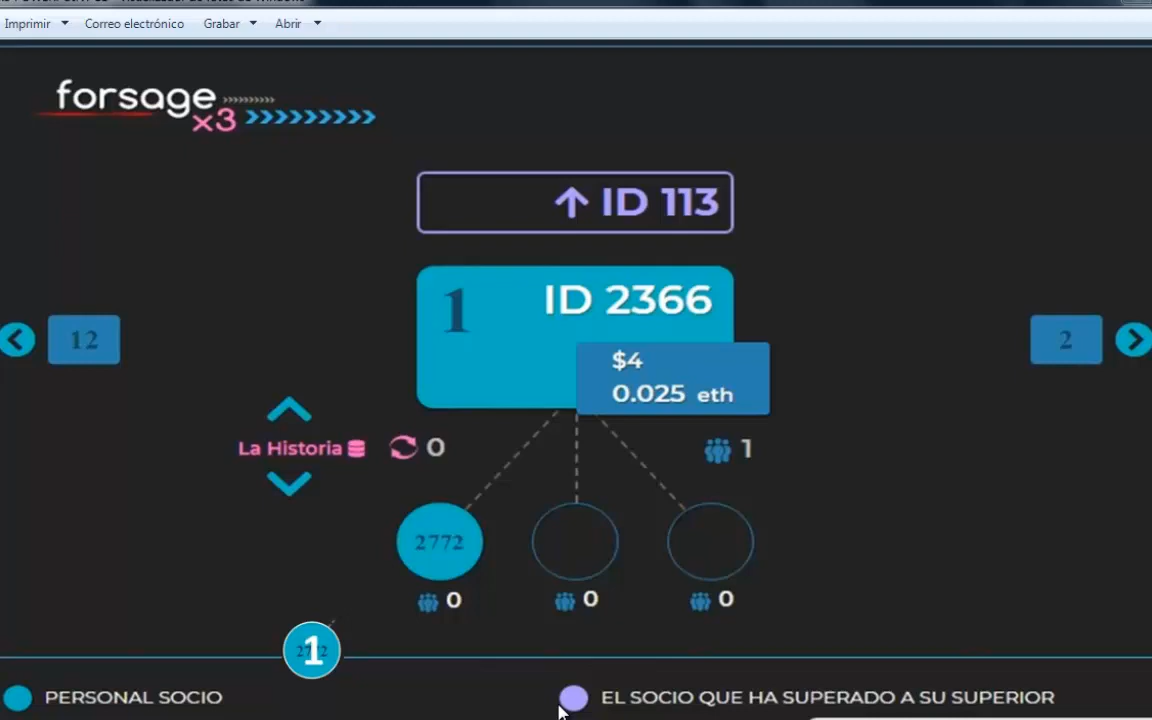 Imprimir Correo electrónico Grabar Abrir
forsage
x3
ID 113
1 ID 2366
$4
0.025 eth
12
2
La Historia 0
1
2772
0 0 0
1
PERSONAL SOCIO
EL SOCIO QUE HA SUPERADO A SU SUPERIOR